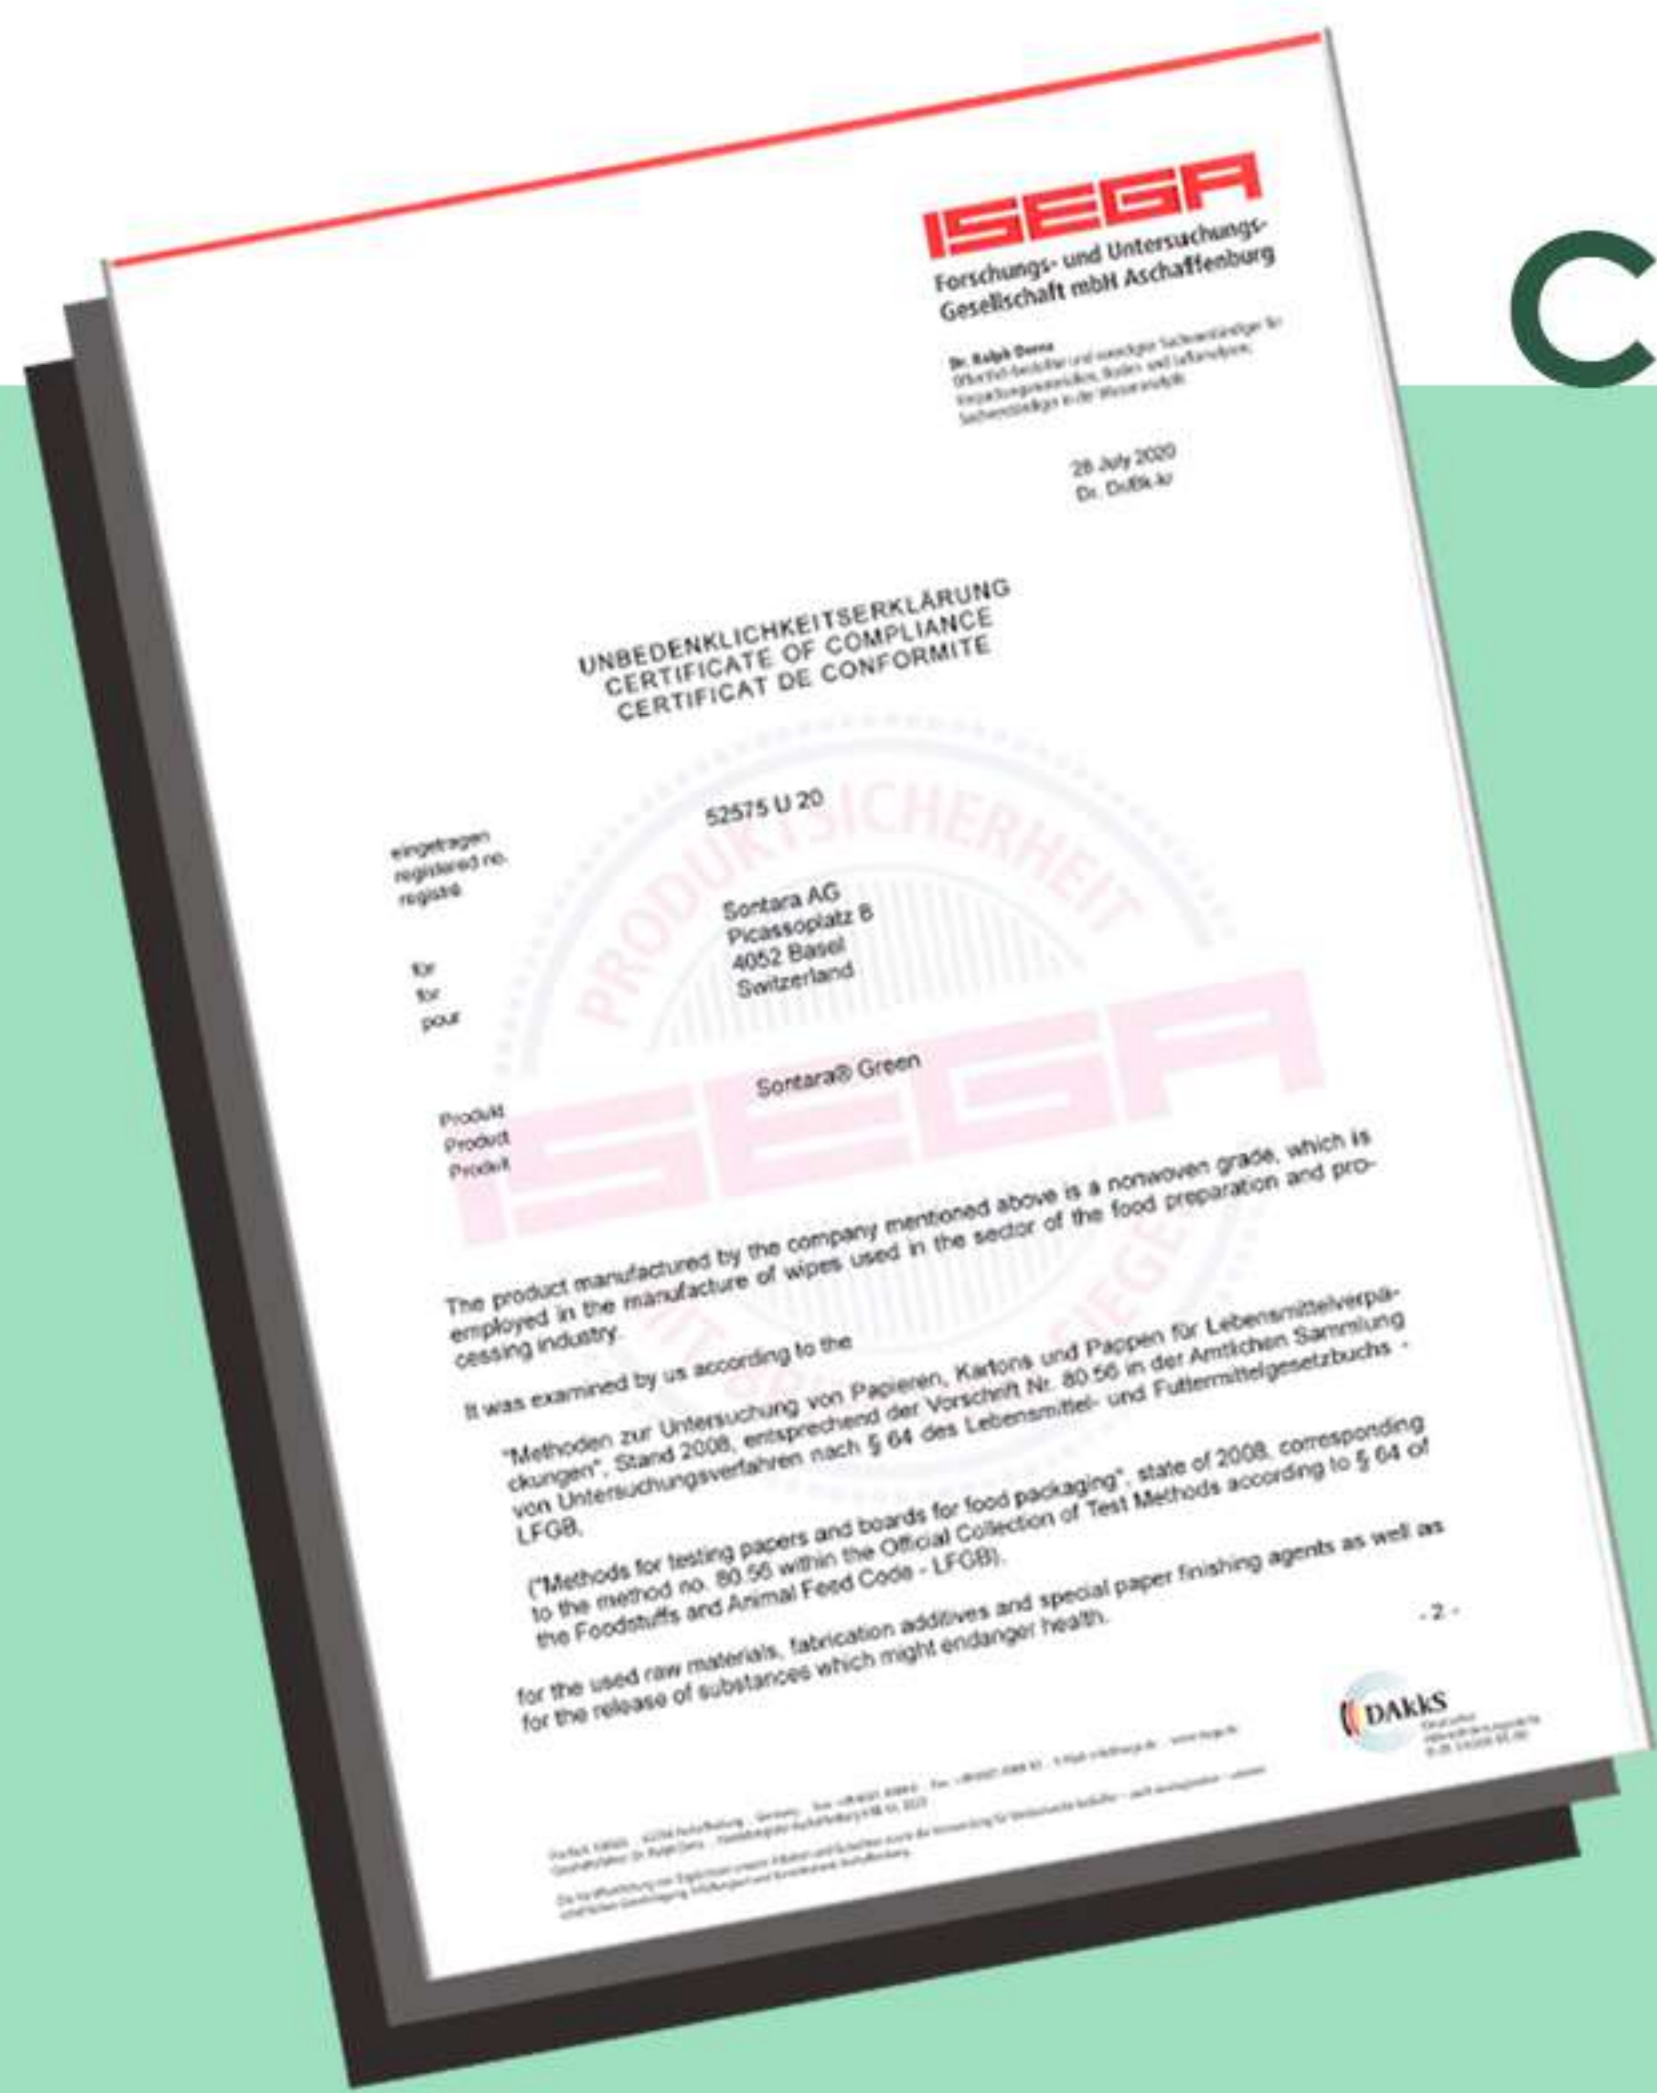 ISEGA
Forschungs- und Untersuchungs-
Gesellschaft mbH Aschaffenburg
C
28 July 2020
UNBEDENKLICHKEITSERKLÄRUNG
CERTIFICATE OF COMPLIANCE
CERTIFICAT DE CONFORMITE
eingetragen
registered no.
registré
52575 U 20
für
for
pour
Sontara AG
Picassoplatz 8
4052 Basel
Switzerland
Produkt
Product
Produit
Sontara® Green
PRODUKTSICHERHEIT
ISEGA
The product manufactured by the company mentioned above is a nonwoven grade, which is
employed in the manufacture of wipes used in the sector of the food preparation and pro-
cessing industry.
It was examined by us according to the
"Methoden zur Untersuchung von Papieren, Kartons und Pappen für Lebensmittelverpa-
ckungen", Stand 2008, entsprechend der Vorschrift Nr. 80.56 in der Amtlichen Sammlung
von Untersuchungsverfahren nach § 64 des Lebensmittel- und Futtermittelgesetzbuchs -
LFGB,
("Methods for testing papers and boards for food packaging", state of 2008, corresponding
to the method no. 80.56 within the Official Collection of Test Methods according to § 64 of
the Foodstuffs and Animal Feed Code - LFGB),
for the used raw materials, fabrication additives and special paper finishing agents as well as
for the release of substances which might endanger health.
- 2 -
DAkkS